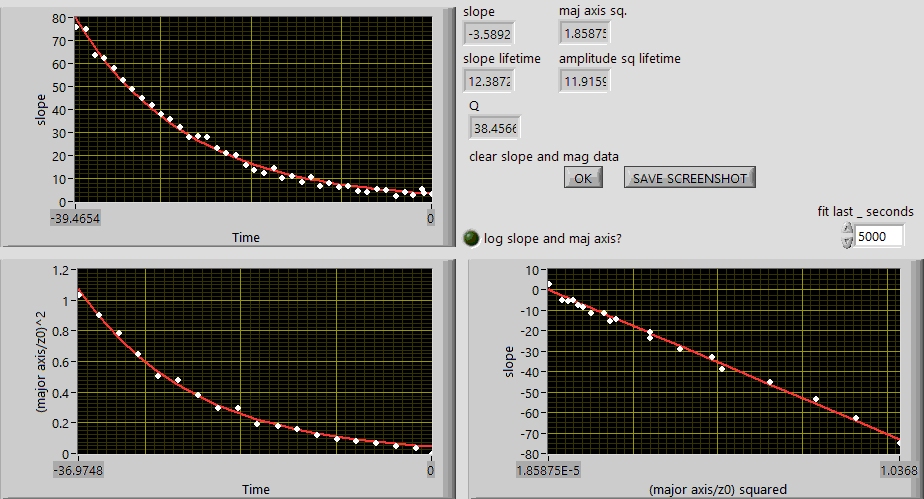 80
70
60
50
40
30
20
10
0
slope
-39.4654
0
Time
slope
maj axis sq.
-3.5892
1.8587
slope lifetime
amplitude sq lifetime
12.387
11.9159
Q
38.456
clear slope and mag data
OK
SAVE SCREENSHOT
fit last _ seconds
5000
log slope and maj axis?
1.2
1
0.8
0.6
0.4
0.2
0
(major axis/z0)^2
-36.9748
0
Time
10
0
-10
-20
-30
-40
-50
-60
-70
-80
slope
1.85875E-5
1.0368
(major axis/z0) squared